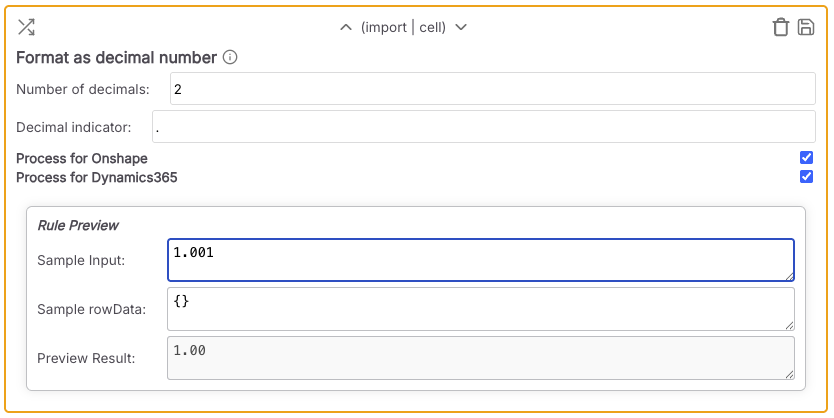 (import | cell)
Format as decimal number
Number of decimals: 2
Decimal indicator: .
Process for Onshape
Process for Dynamics365
Rule Preview
Sample Input: 1.001
Sample rowData: {}
Preview Result: 1.00